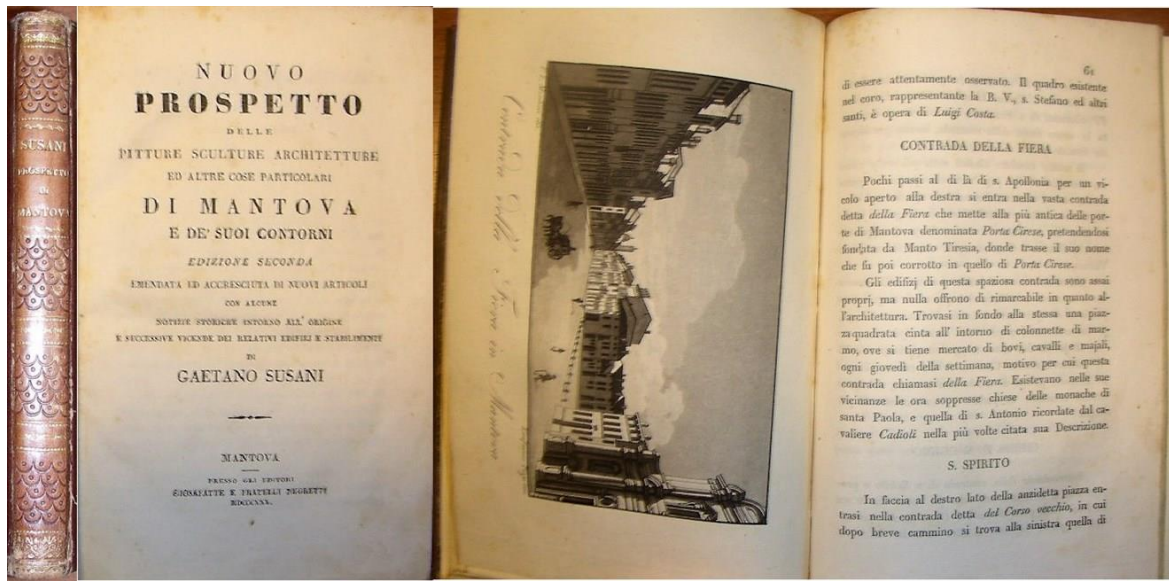 SUSANI
PROSPETTO
DI
MANTOVA
NUOVO
PROSPETTO
DELLE
PITTURE SCULTURE ARCHITETTURE
ED ALTRE COSE PARTICOLARI
DI MANTOVA
E DE' SUOI CONTORNI
EDIZIONE SECONDA
EMENDATA ED ACCRESCIUTA DI NUOVI ARTICOLI
CON ALCUNE
NOTIZIE STORICHE INTORNO ALL' ORIGINE
E SUCCESSIVE VICENDE DEI RELATIVI EDIFIZJ E STABILIMENTI
DI
GAETANO SUSANI
MANTOVA
PRESSO GLI EDITORI
GIOSAFATTE E FRATELLI NEGRETTI
Contrada della Fiera in Mantova
61
di essere attentamente osservato. Il quadro esistente
nel coro, rappresentante la B. V., s. Stefano ed altri
santi, è opera di Luigi Costa.
CONTRADA DELLA FIERA
Pochi passi al di là di s. Apollonia per un vi-
colo aperto alla destra si entra nella vasta contrada
detta della Fiera che mette alla più antica delle por-
te di Mantova denominata Porta Cirese, pretendendosi
fondata da Manto Tiresia, donde trasse il suo nome
che fu poi corrotto in quello di Porta Cirese.
Gli edifizj di questa spaziosa contrada sono assai
proprj, ma nulla offrono di rimarcabile in quanto al-
l'architettura. Trovasi in fondo alla stessa una piaz-
za quadrata cinta all' intorno di colonnette di mar-
mo, ove si tiene mercato di bovi, cavalli e majali,
ogni giovedì della settimana, motivo per cui questa
contrada chiamasi della Fiera. Esistevano nelle sue
vicinanze le ora soppresse chiese delle monache di
santa Paola, e quella di s. Antonio ricordate dal ca-
valiere Cadioli nella più volte citata sua Descrizione.
S. SPIRITO
In faccia al destro lato della anzidetta piazza en-
trasi nella contrada detta del Corso vecchio, in cui
dopo breve cammino si trova alla sinistra quella di